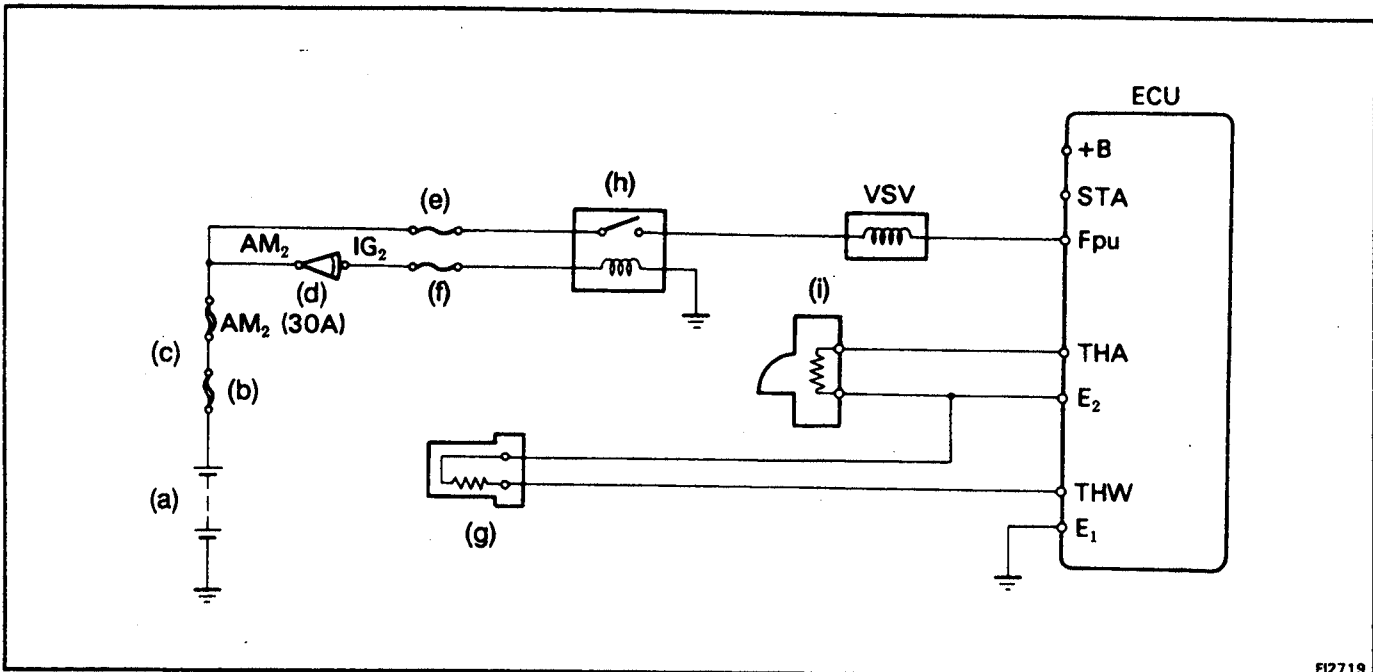 ECU
+B
STA
(e)
(h)
VSV
Fpu
AM₂
IG₂
(d)
(f)
(i)
AM₂ (30A)
THA
(c)
(b)
E₂
(a)
(g)
THW
E₁
FI2719